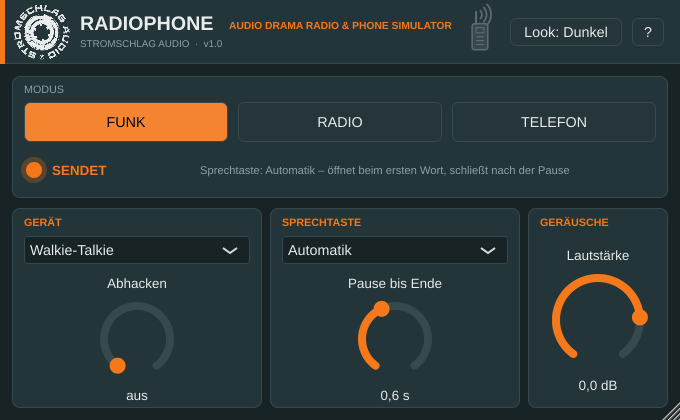 STROMSCHLAG AUDIO
RADIOPHONE
AUDIO DRAMA RADIO & PHONE SIMULATOR
STROMSCHLAG AUDIO · v1.0
Look: Dunkel
?
MODUS
FUNK
RADIO
TELEFON
SENDET
Sprechtaste: Automatik – öffnet beim ersten Wort, schließt nach der Pause
GERÄT
SPRECHTASTE
GERÄUSCHE
Walkie-Talkie
Automatik
Lautstärke
Abhacken
Pause bis Ende
aus
0,6 s
0,0 dB